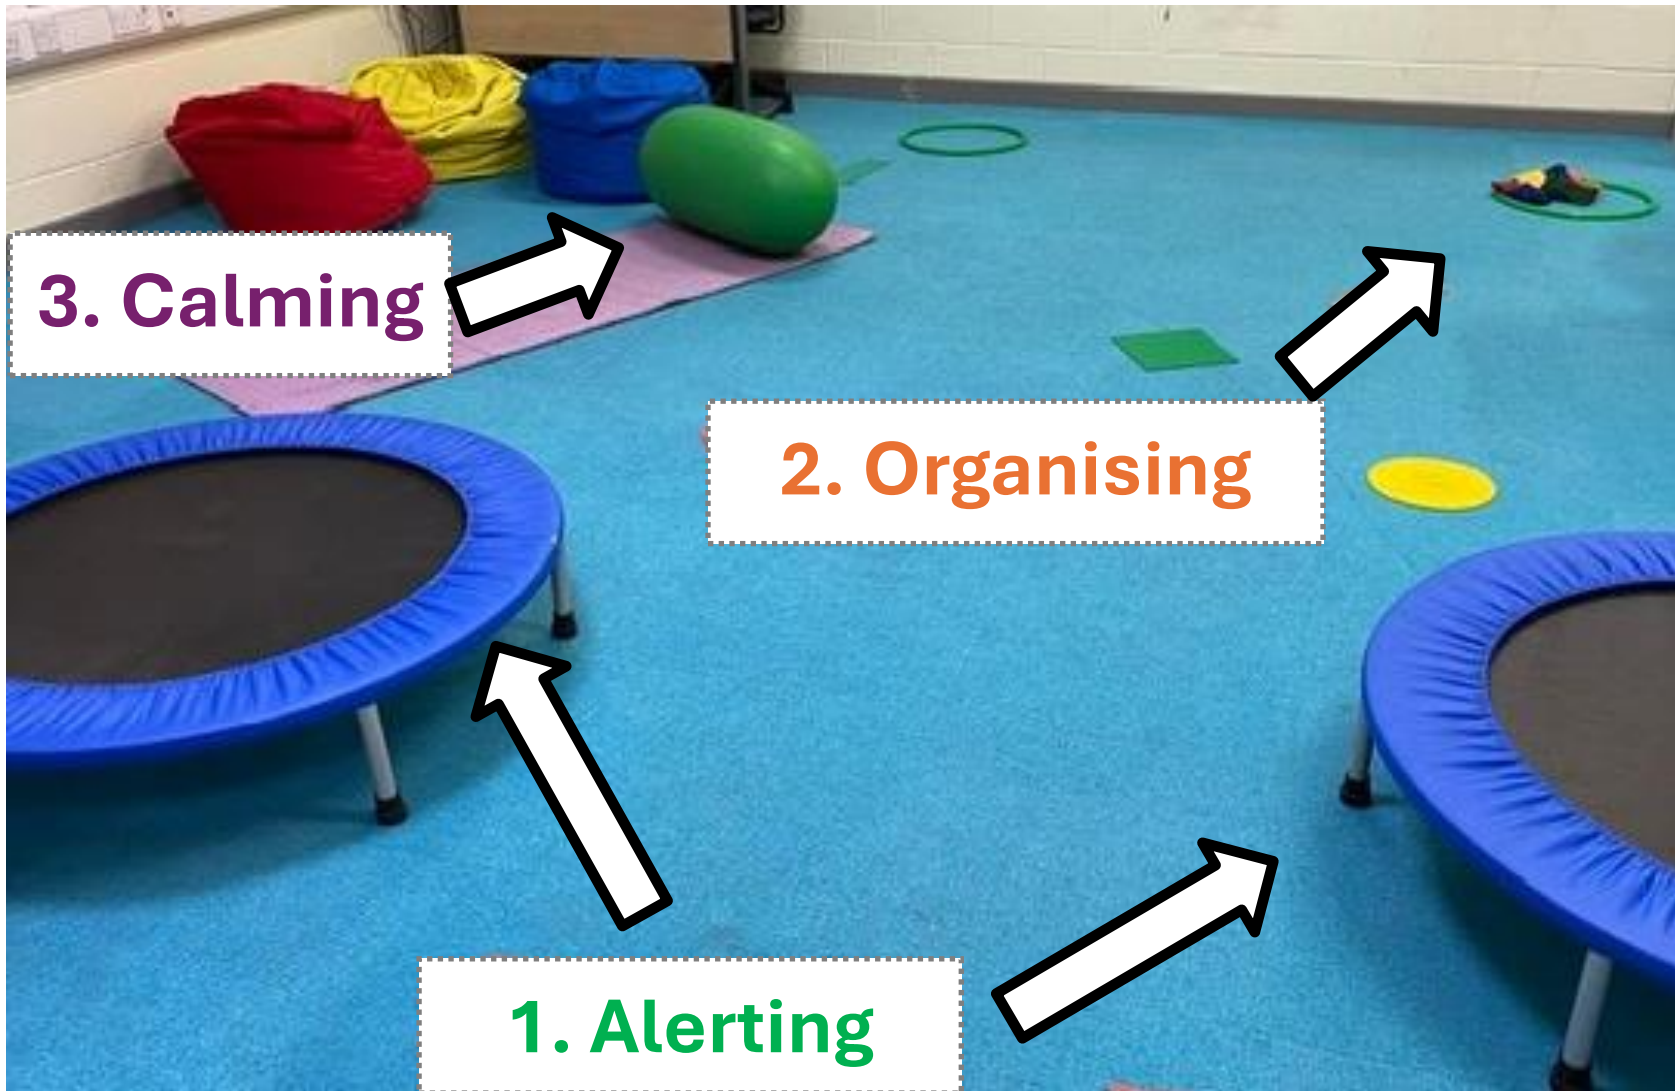 3. Calming
2. Organising
1. Alerting